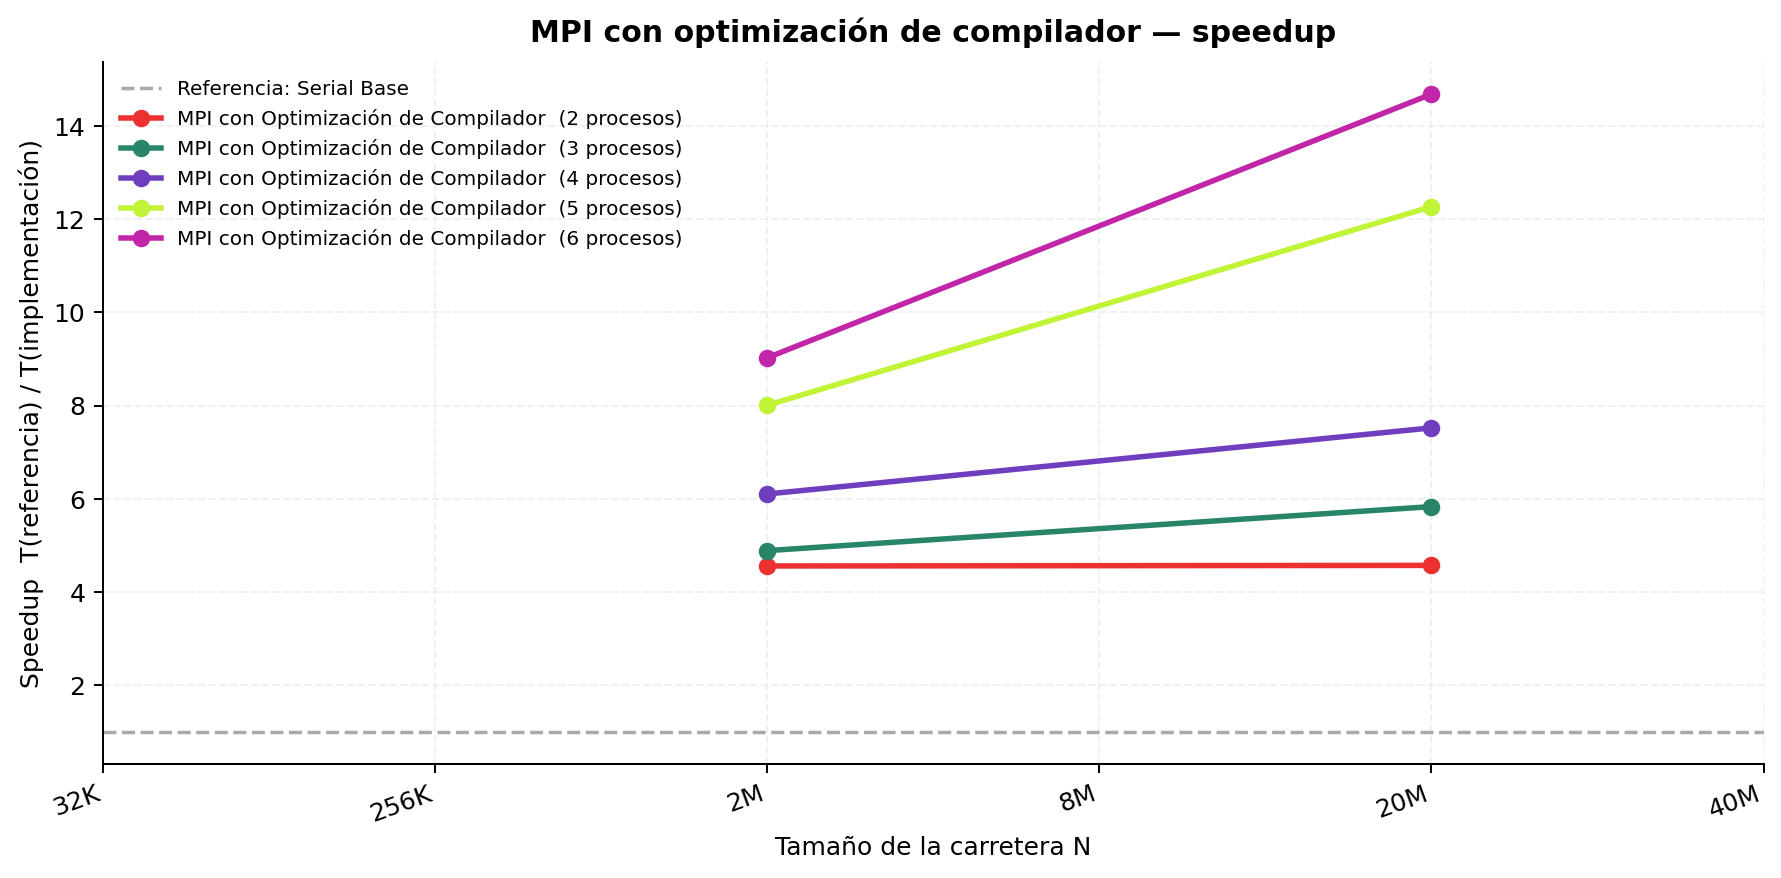 MPI con optimización de compilador — speedup
Referencia: Serial Base
MPI con Optimización de Compilador (2 procesos)
MPI con Optimización de Compilador (3 procesos)
MPI con Optimización de Compilador (4 procesos)
MPI con Optimización de Compilador (5 procesos)
MPI con Optimización de Compilador (6 procesos)
Speedup T(referencia) / T(implementación)
14
12
10
8
6
4
2
32K
256K
2M
8M
20M
40M
Tamaño de la carretera N